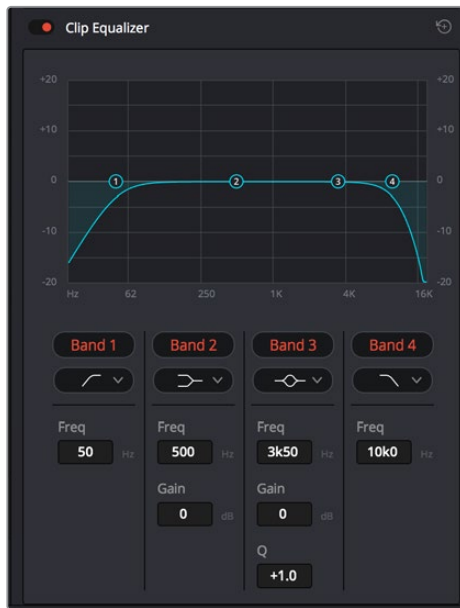 Clip Equalizer
+20 +20
+10 +10
1 2 3 4
0 0
-10 -10
-20 -20
Hz 62 250 1K 4K 16K
Band 1 Band 2 Band 3 Band 4
Freq Freq Freq Freq
50 Hz 500 Hz 3k50 Hz 10k0 Hz
Gain Gain
0 dB 0 dB
Q
+1.0